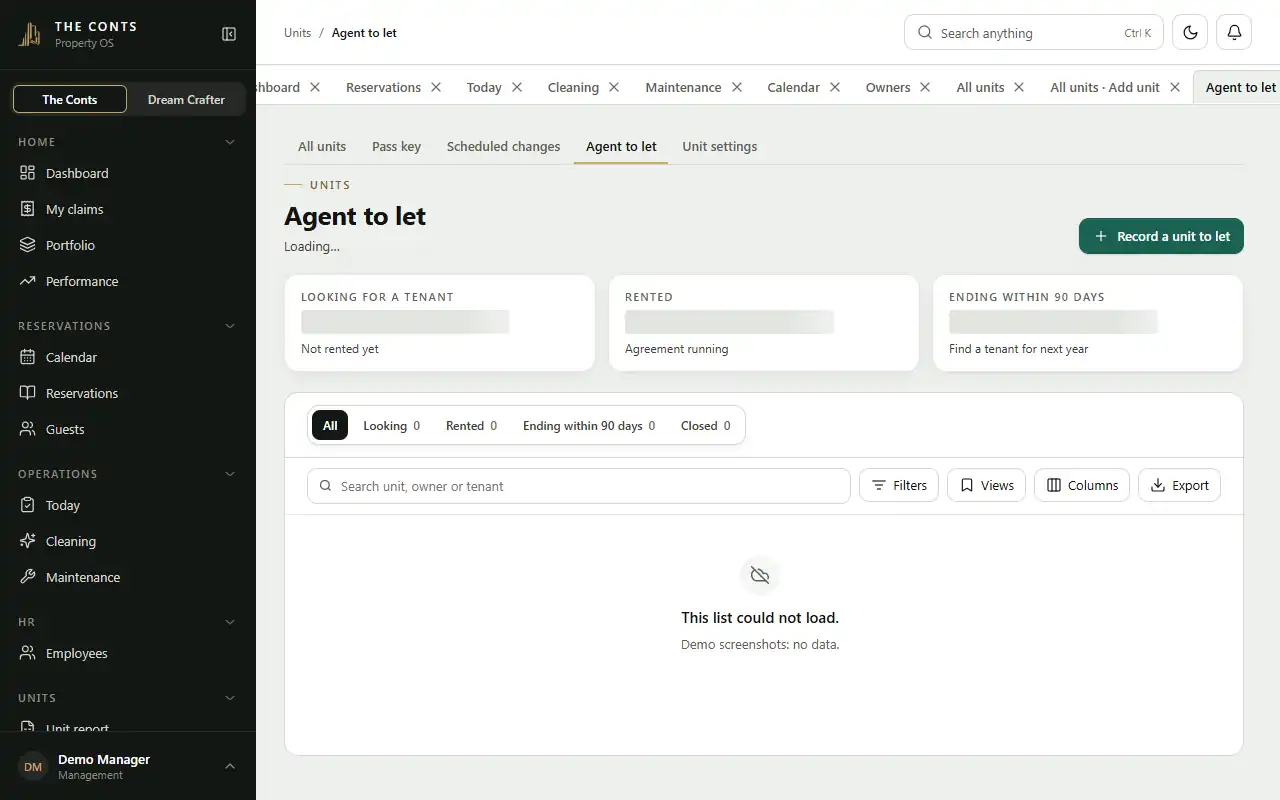 THE CONTS
Property OS
The Conts
Dream Crafter
HOME
Dashboard
My claims
Portfolio
Performance
RESERVATIONS
Calendar
Reservations
Guests
OPERATIONS
Today
Cleaning
Maintenance
HR
Employees
UNITS
Unit report
DM
Demo Manager
Management
Units / Agent to let
Search anything
Ctrl K
hboard
Reservations
Today
Cleaning
Maintenance
Calendar
Owners
All units
All units · Add unit
Agent to let
All units
Pass key
Scheduled changes
Agent to let
Unit settings
UNITS
Agent to let
Loading...
Record a unit to let
LOOKING FOR A TENANT
Not rented yet
RENTED
Agreement running
ENDING WITHIN 90 DAYS
Find a tenant for next year
All
Looking 0
Rented 0
Ending within 90 days 0
Closed 0
Search unit, owner or tenant
Filters
Views
Columns
Export
This list could not load.
Demo screenshots: no data.